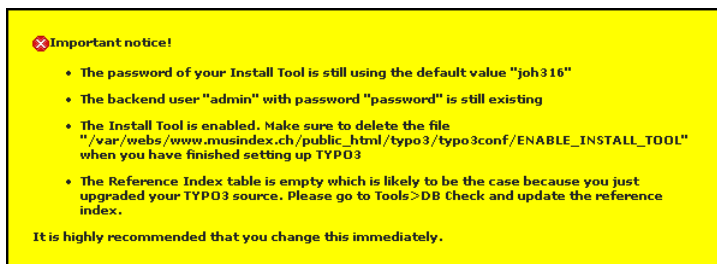 Important notice!
• The password of your Install Tool is still using the default value "joh316"
• The backend user "admin" with password "password" is still existing
• The Install Tool is enabled. Make sure to delete the file
"/var/webs/www.musindex.ch/public_html/typo3/typo3conf/ENABLE_INSTALL_TOOL"
when you have finished setting up TYPO3
• The Reference Index table is empty which is likely to be the case because you just
upgraded your TYPO3 source. Please go to Tools>DB Check and update the reference
index.
It is highly recommended that you change this immediately.